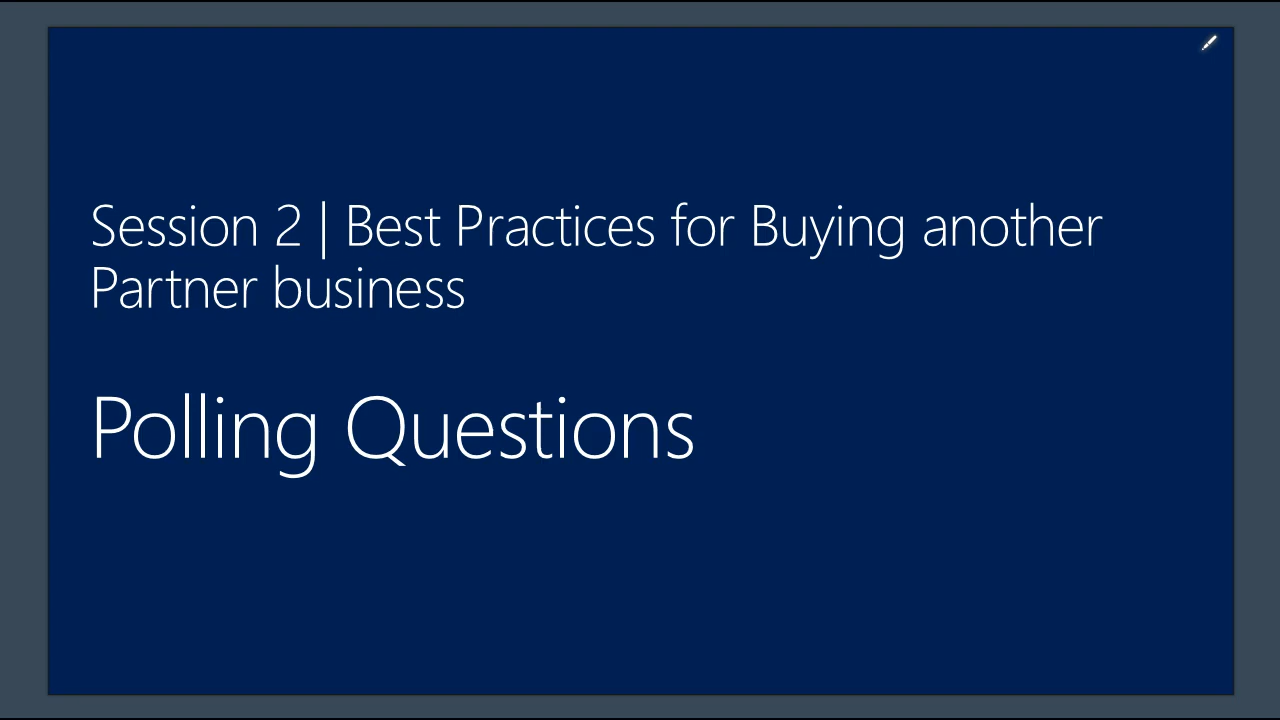 Session 2 | Best Practices for Buying another
Partner business
Polling Questions